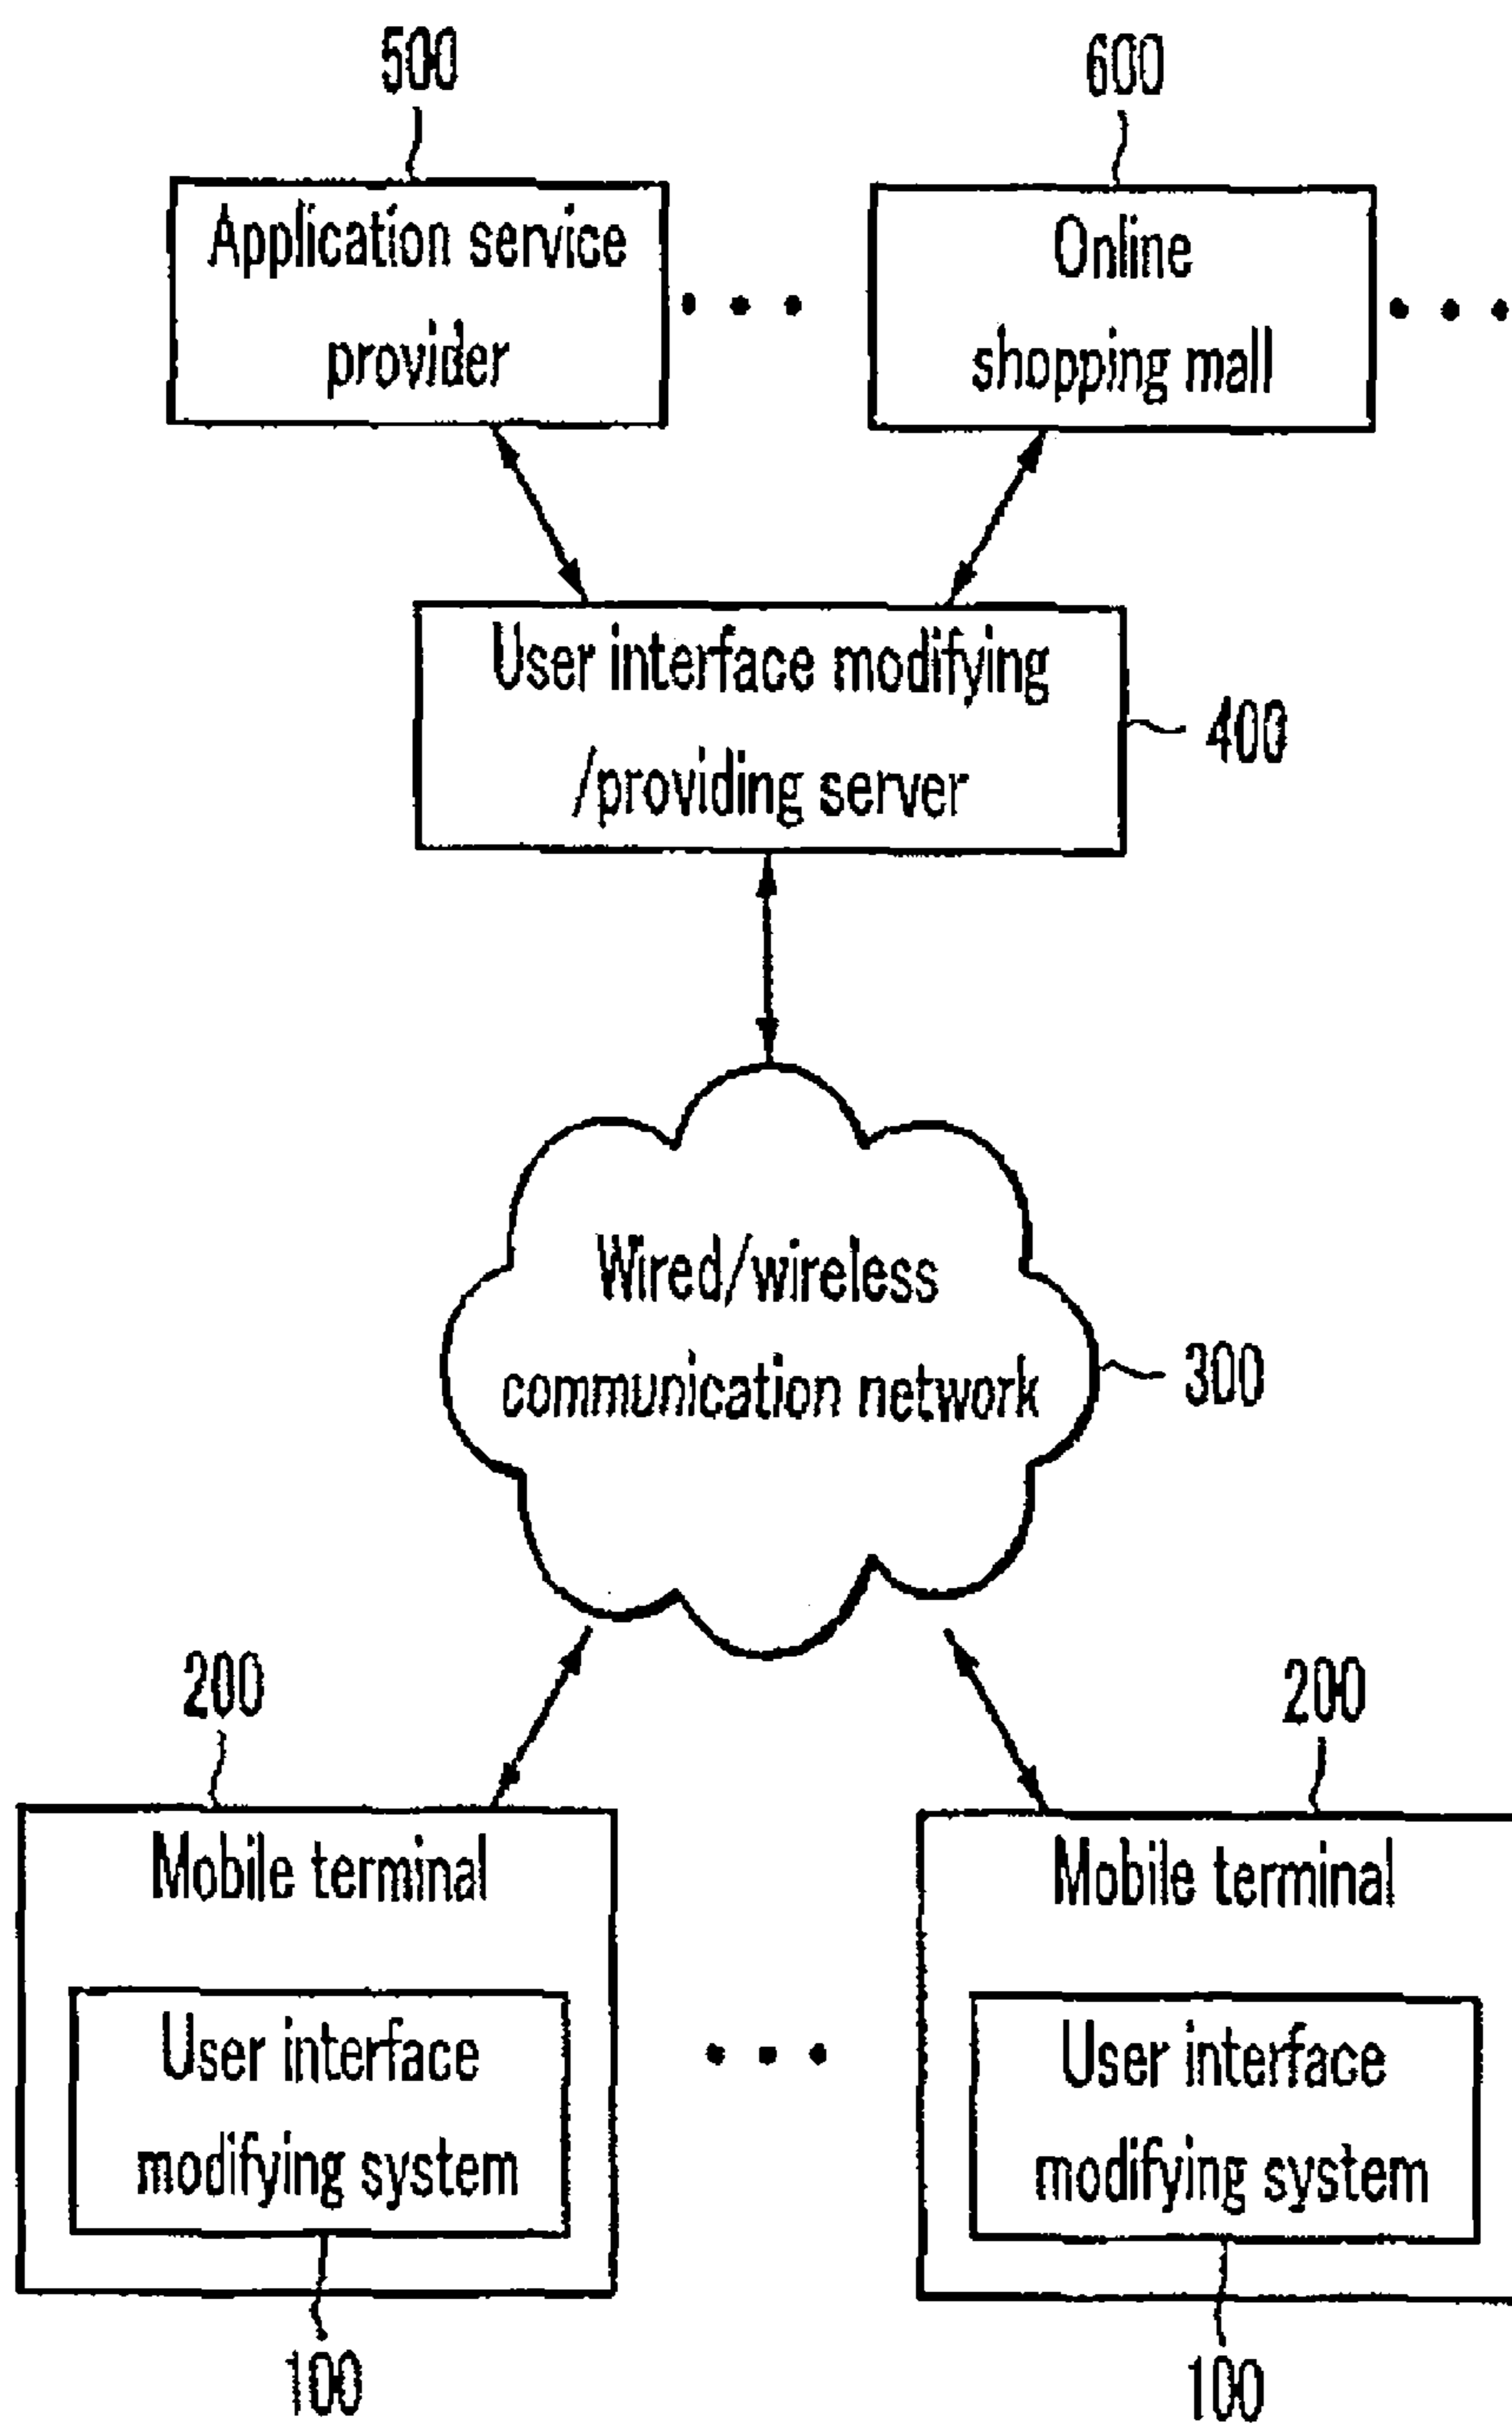 500
600
Application service
provider
Online
shopping mall
User interface modifying
/providing server
400
Wired/wireless
communication network
300
200
200
Mobile terminal
Mobile terminal
User interface
modifying system
User interface
modifying system
100
100